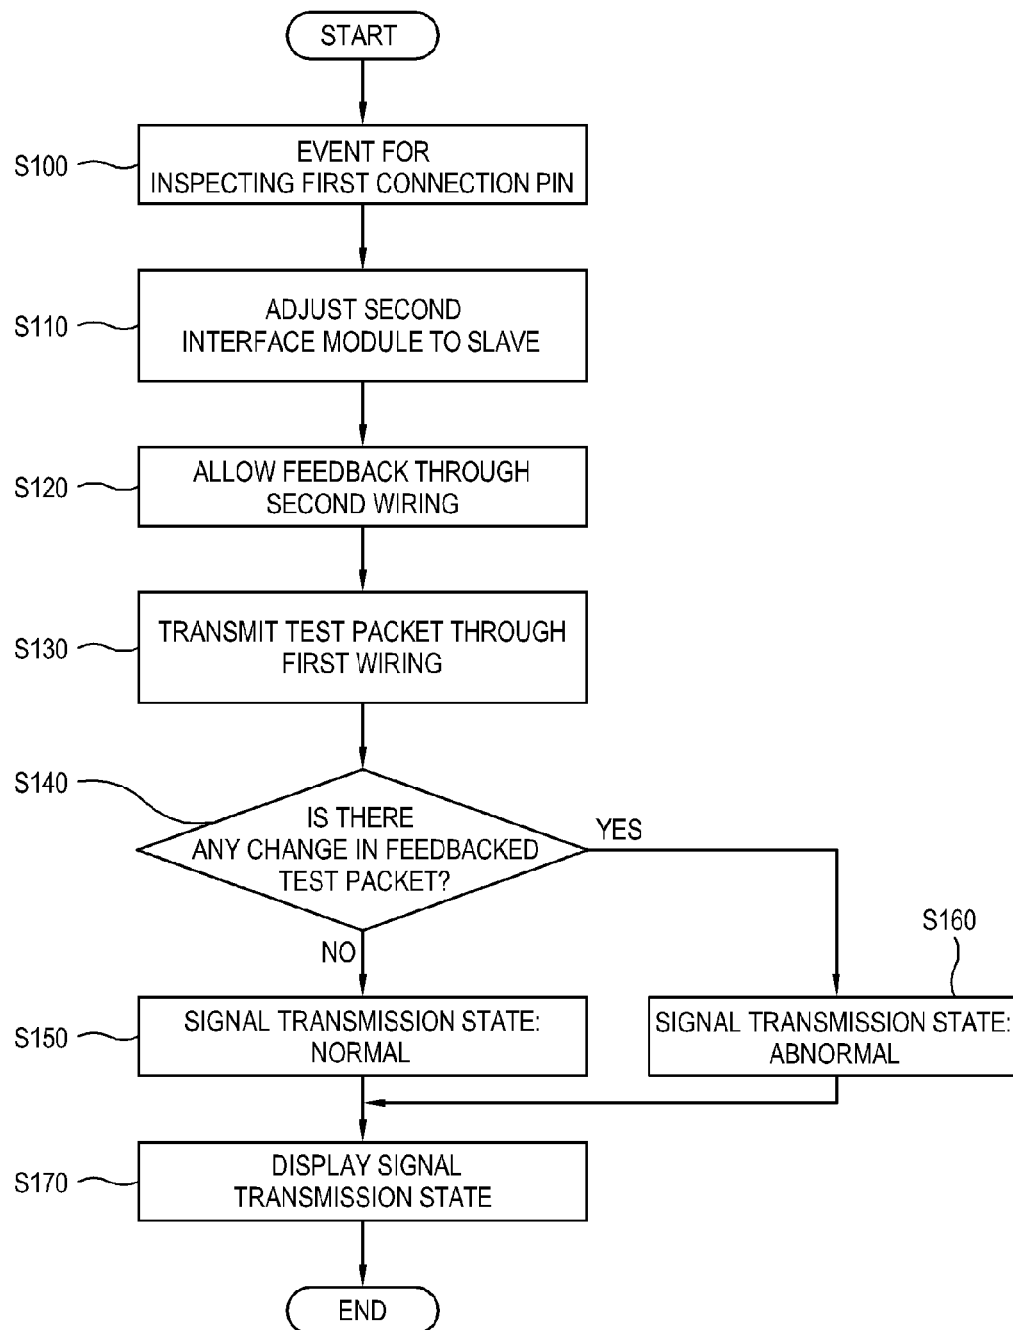 START
S100
EVENT FOR
INSPECTING FIRST CONNECTION PIN
S110
ADJUST SECOND
INTERFACE MODULE TO SLAVE
S120
ALLOW FEEDBACK THROUGH
SECOND WIRING
S130
TRANSMIT TEST PACKET THROUGH
FIRST WIRING
S140
IS THERE
ANY CHANGE IN FEEDBACKED
TEST PACKET?
YES
NO
S150
SIGNAL TRANSMISSION STATE:
NORMAL
S160
SIGNAL TRANSMISSION STATE:
ABNORMAL
S170
DISPLAY SIGNAL
TRANSMISSION STATE
END